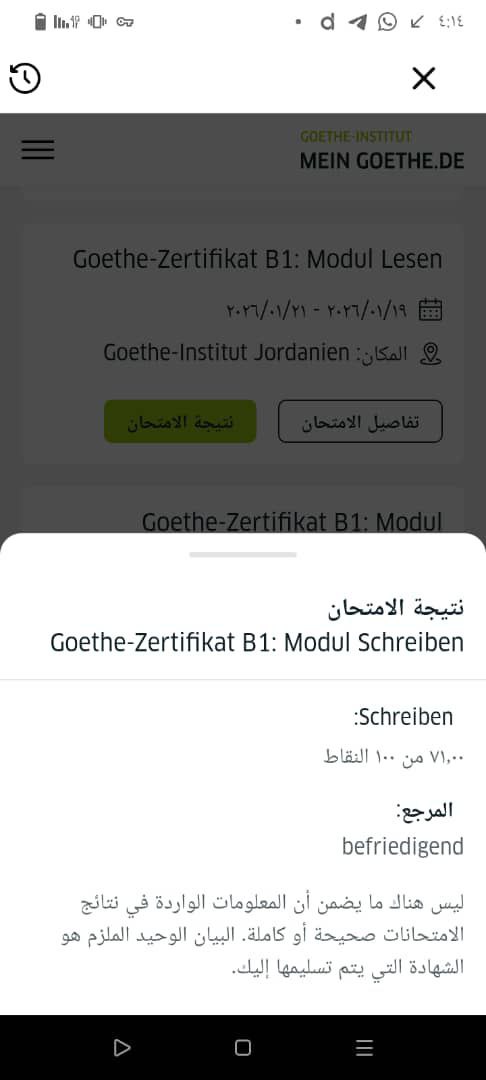 ٤:١٤
GOETHE-INSTITUT
MEIN GOETHE.DE
Goethe-Zertifikat B1: Modul Lesen
٢٠٢٦/٠١/١٩ - ٢٠٢٦/٠١/٢١
المكان: Goethe-Institut Jordanien
تفاصيل الامتحان
نتيجة الامتحان
Goethe-Zertifikat B1: Modul
نتيجة الامتحان
Goethe-Zertifikat B1: Modul Schreiben
Schreiben:
٧١,٠٠ من ١٠٠ النقاط
المرجع:
befriedigend
ليس هناك ما يضمن أن المعلومات الواردة في نتائج
الامتحانات صحيحة أو كاملة. البيان الوحيد الملزم هو
الشهادة التي يتم تسليمها إليك.